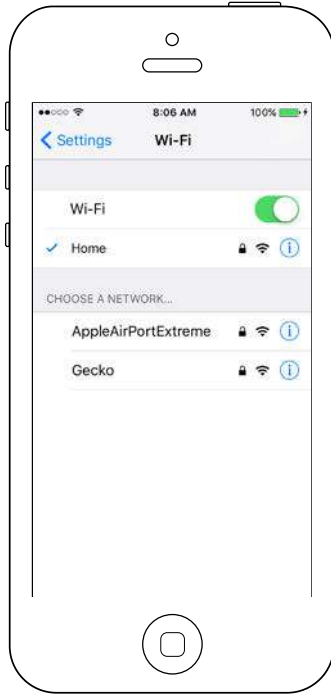 8:06 AM 100%
Settings Wi-Fi
Wi-Fi
Home
CHOOSE A NETWORK...
AppleAirPortExtreme
Gecko